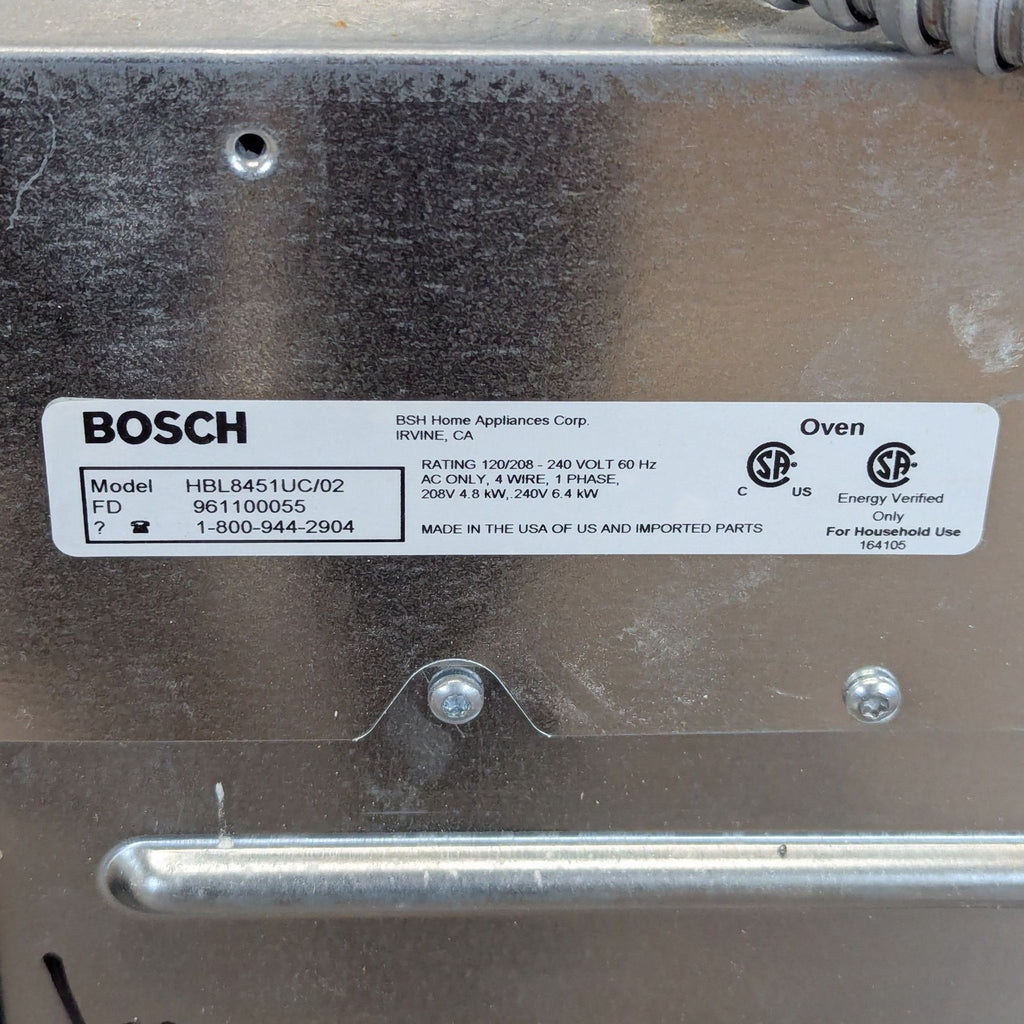 BOSCH
Model HBL8451UC/02
FD 961100055
? ☎ 1-800-944-2904
BSH Home Appliances Corp.
IRVINE, CA
RATING 120/208 - 240 VOLT 60 Hz
AC ONLY, 4 WIRE, 1 PHASE,
208V 4.8 kW, 240V 6.4 kW
MADE IN THE USA OF US AND IMPORTED PARTS
Oven
SA SA
C US
Energy Verified
Only
For Household Use
164105